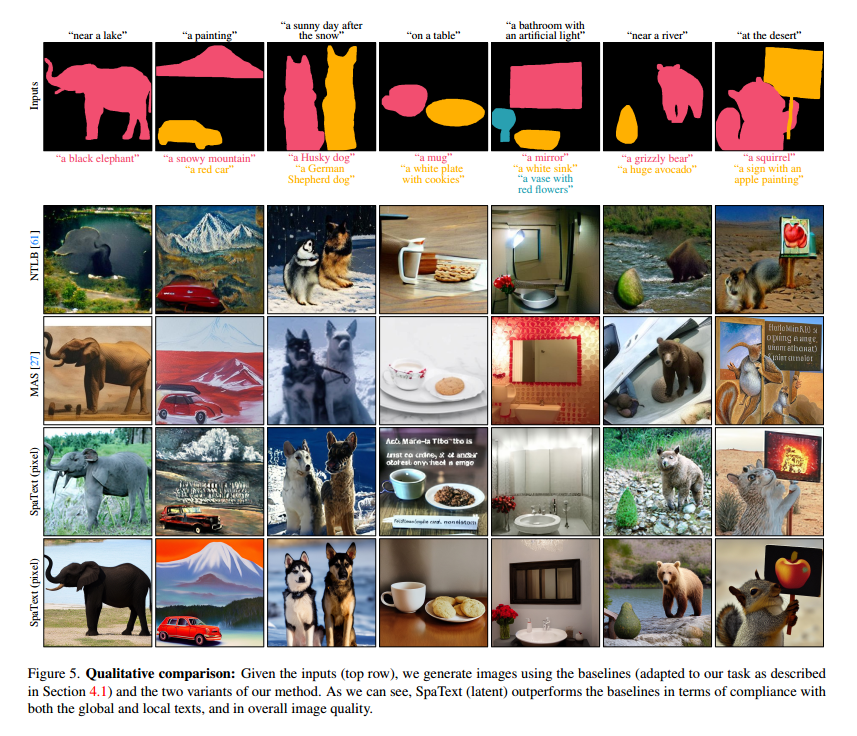 “near a lake”
“a painting”
“a sunny day after
the snow”
“on a table”
“a bathroom with
an artificial light”
“near a river”
“at the desert”
Inputs
“a black elephant”
“a snowy mountain”
“a red car”
“a Husky dog”
“a German
Shepherd dog”
“a mug”
“a white plate
with cookies”
“a mirror”
“a white sink”
“a vase with
red flowers”
“a grizzly bear”
“a huge avocado”
“a squirrel”
“a sign with an
apple painting”
NTLB [61]
MAS [27]
SpaText (pixel)
SpaText (pixel)
Figure 5. Qualitative comparison: Given the inputs (top row), we generate images using the baselines (adapted to our task as described
in Section 4.1) and the two variants of our method. As we can see, SpaText (latent) outperforms the baselines in terms of compliance with
both the global and local texts, and in overall image quality.